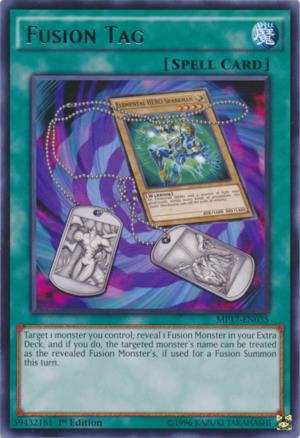 FUSION TAG
[SPELL CARD]
ELEMENTAL HERO SPARKMAN
[WARRIOR]
MP17-EN035
Target 1 monster you control; reveal 1 Fusion Monster in your Extra
Deck, and if you do, the targeted monster's name can be treated
as the revealed Fusion Monster's, if used for a Fusion Summon
this turn.
59432181 1st Edition
©1996 KAZUKI TAKAHASHI